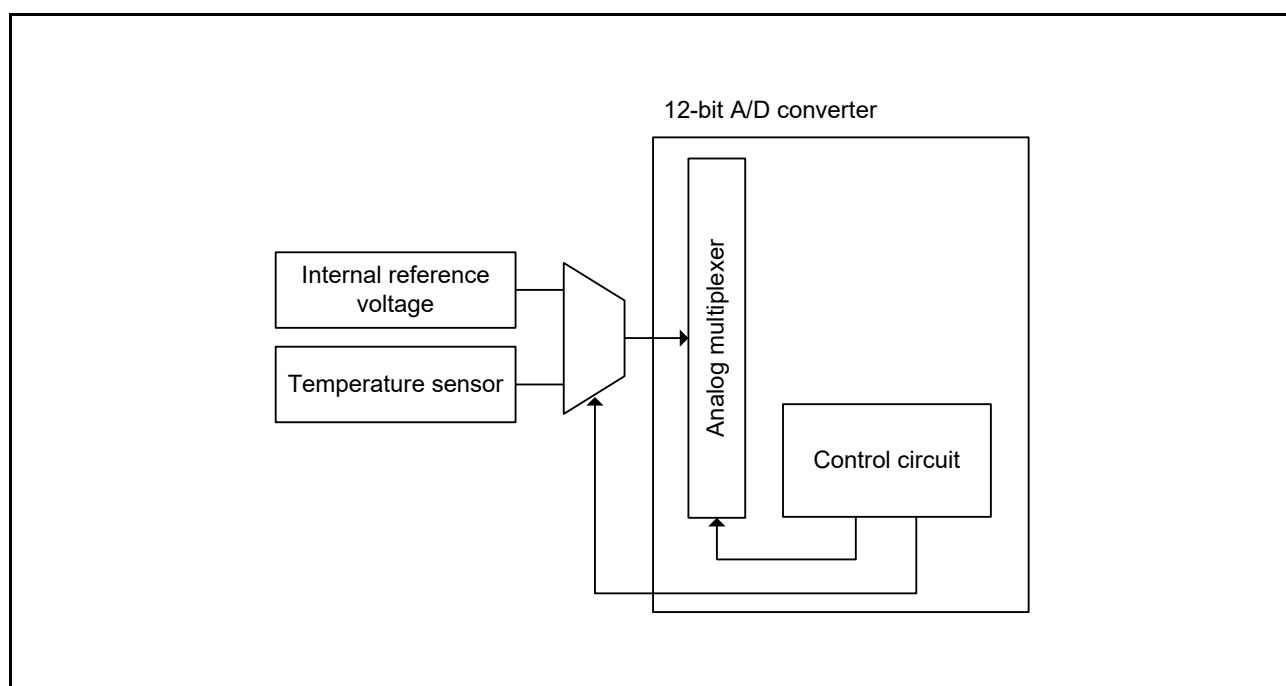 12-bit A/D converter
Internal reference
voltage
Temperature sensor
Analog multiplexer
Control circuit